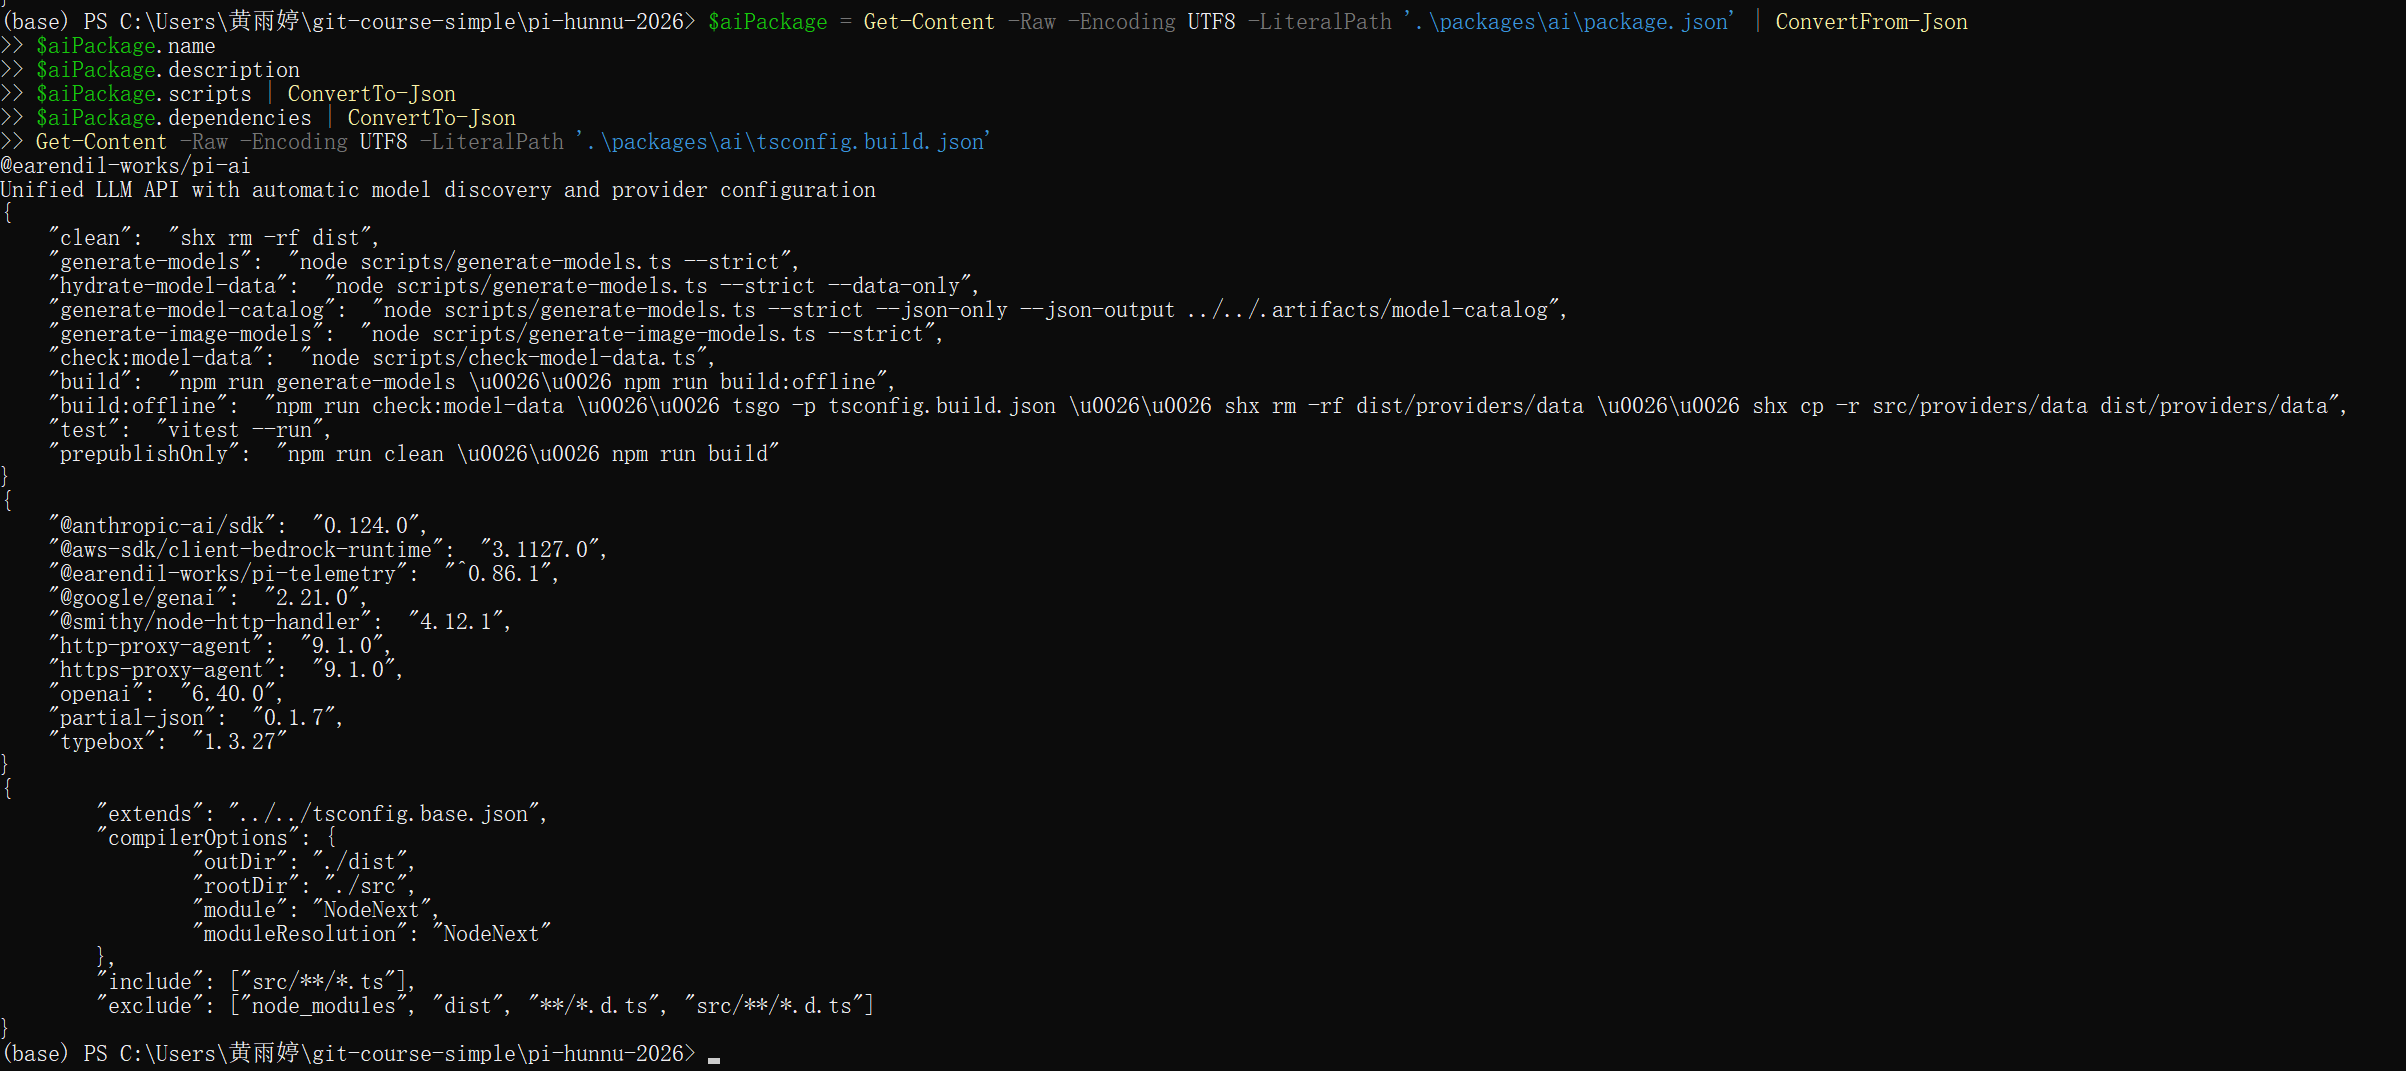 (base) PS C:\Users\黄雨婷\git-course-simple\pi-hunnu-2026> $aiPackage = Get-Content -Raw -Encoding UTF8 -LiteralPath '.\packages\ai\package.json' | ConvertFrom-Json
>> $aiPackage.name
>> $aiPackage.description
>> $aiPackage.scripts | ConvertTo-Json
>> $aiPackage.dependencies | ConvertTo-Json
>> Get-Content -Raw -Encoding UTF8 -LiteralPath '.\packages\ai\tsconfig.build.json'
@earendil-works/pi-ai
Unified LLM API with automatic model discovery and provider configuration
{
    "clean":  "shx rm -rf dist",
    "generate-models":  "node scripts/generate-models.ts --strict",
    "hydrate-model-data":  "node scripts/generate-models.ts --strict --data-only",
    "generate-model-catalog":  "node scripts/generate-models.ts --strict --json-only --json-output ../../.artifacts/model-catalog",
    "generate-image-models":  "node scripts/generate-image-models.ts --strict",
    "check:model-data":  "node scripts/check-model-data.ts",
    "build":  "npm run generate-models \u0026\u0026 npm run build:offline",
    "build:offline":  "npm run check:model-data \u0026\u0026 tsgo -p tsconfig.build.json \u0026\u0026 shx rm -rf dist/providers/data \u0026\u0026 shx cp -r src/providers/data dist/providers/data",
    "test":  "vitest --run",
    "prepublishOnly":  "npm run clean \u0026\u0026 npm run build"
}
{
    "@anthropic-ai/sdk":  "0.124.0",
    "@aws-sdk/client-bedrock-runtime":  "3.1127.0",
    "@earendil-works/pi-telemetry":  "^0.86.1",
    "@google/genai":  "2.21.0",
    "@smithy/node-http-handler":  "4.12.1",
    "http-proxy-agent":  "9.1.0",
    "https-proxy-agent":  "9.1.0",
    "openai":  "6.40.0",
    "partial-json":  "0.1.7",
    "typebox":  "1.3.27"
}
{
        "extends": "../../tsconfig.base.json",
        "compilerOptions": {
                "outDir": "./dist",
                "rootDir": "./src",
                "module": "NodeNext",
                "moduleResolution": "NodeNext"
        },
        "include": ["src/**/*.ts"],
        "exclude": ["node_modules", "dist", "**/*.d.ts", "src/**/*.d.ts"]
}
(base) PS C:\Users\黄雨婷\git-course-simple\pi-hunnu-2026>